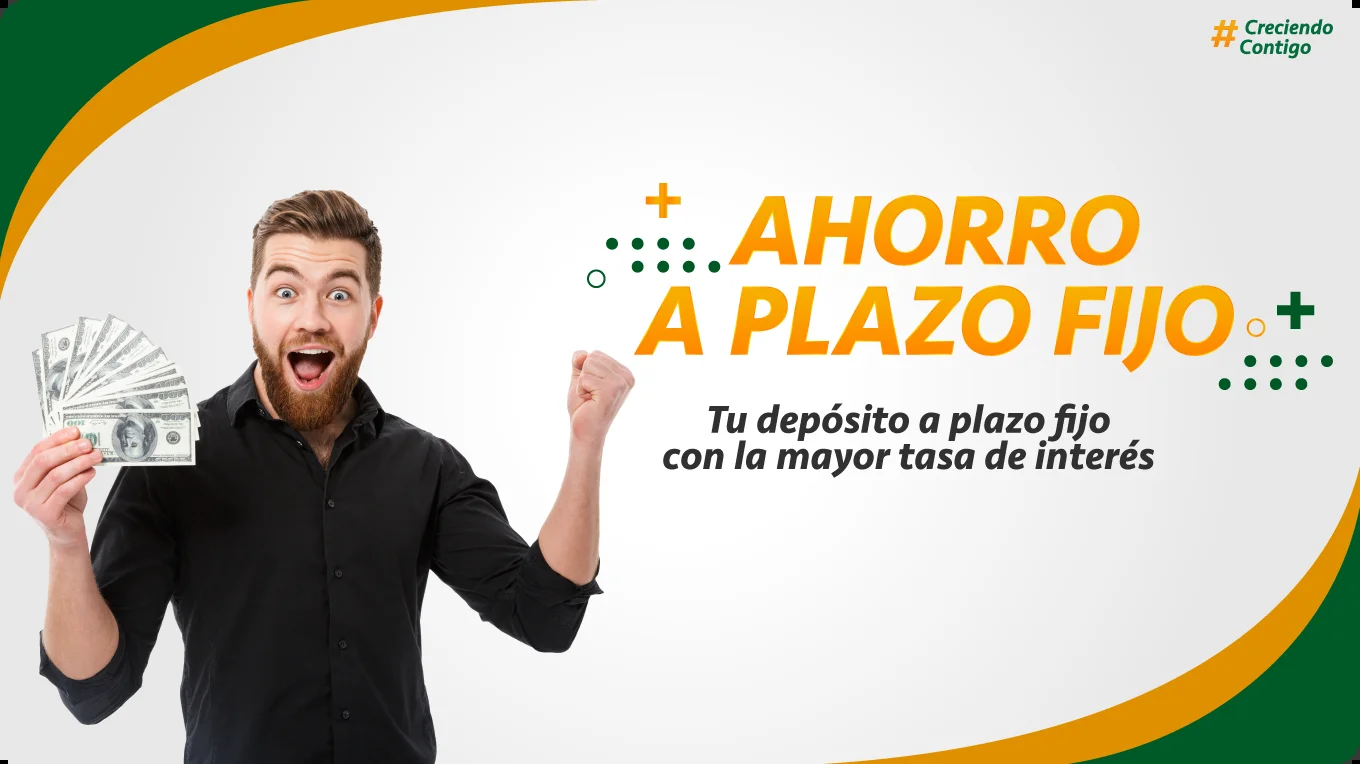 # Creciendo
Contigo
AHORRO
A PLAZO FIJO
Tu depósito a plazo fijo
con la mayor tasa de interés